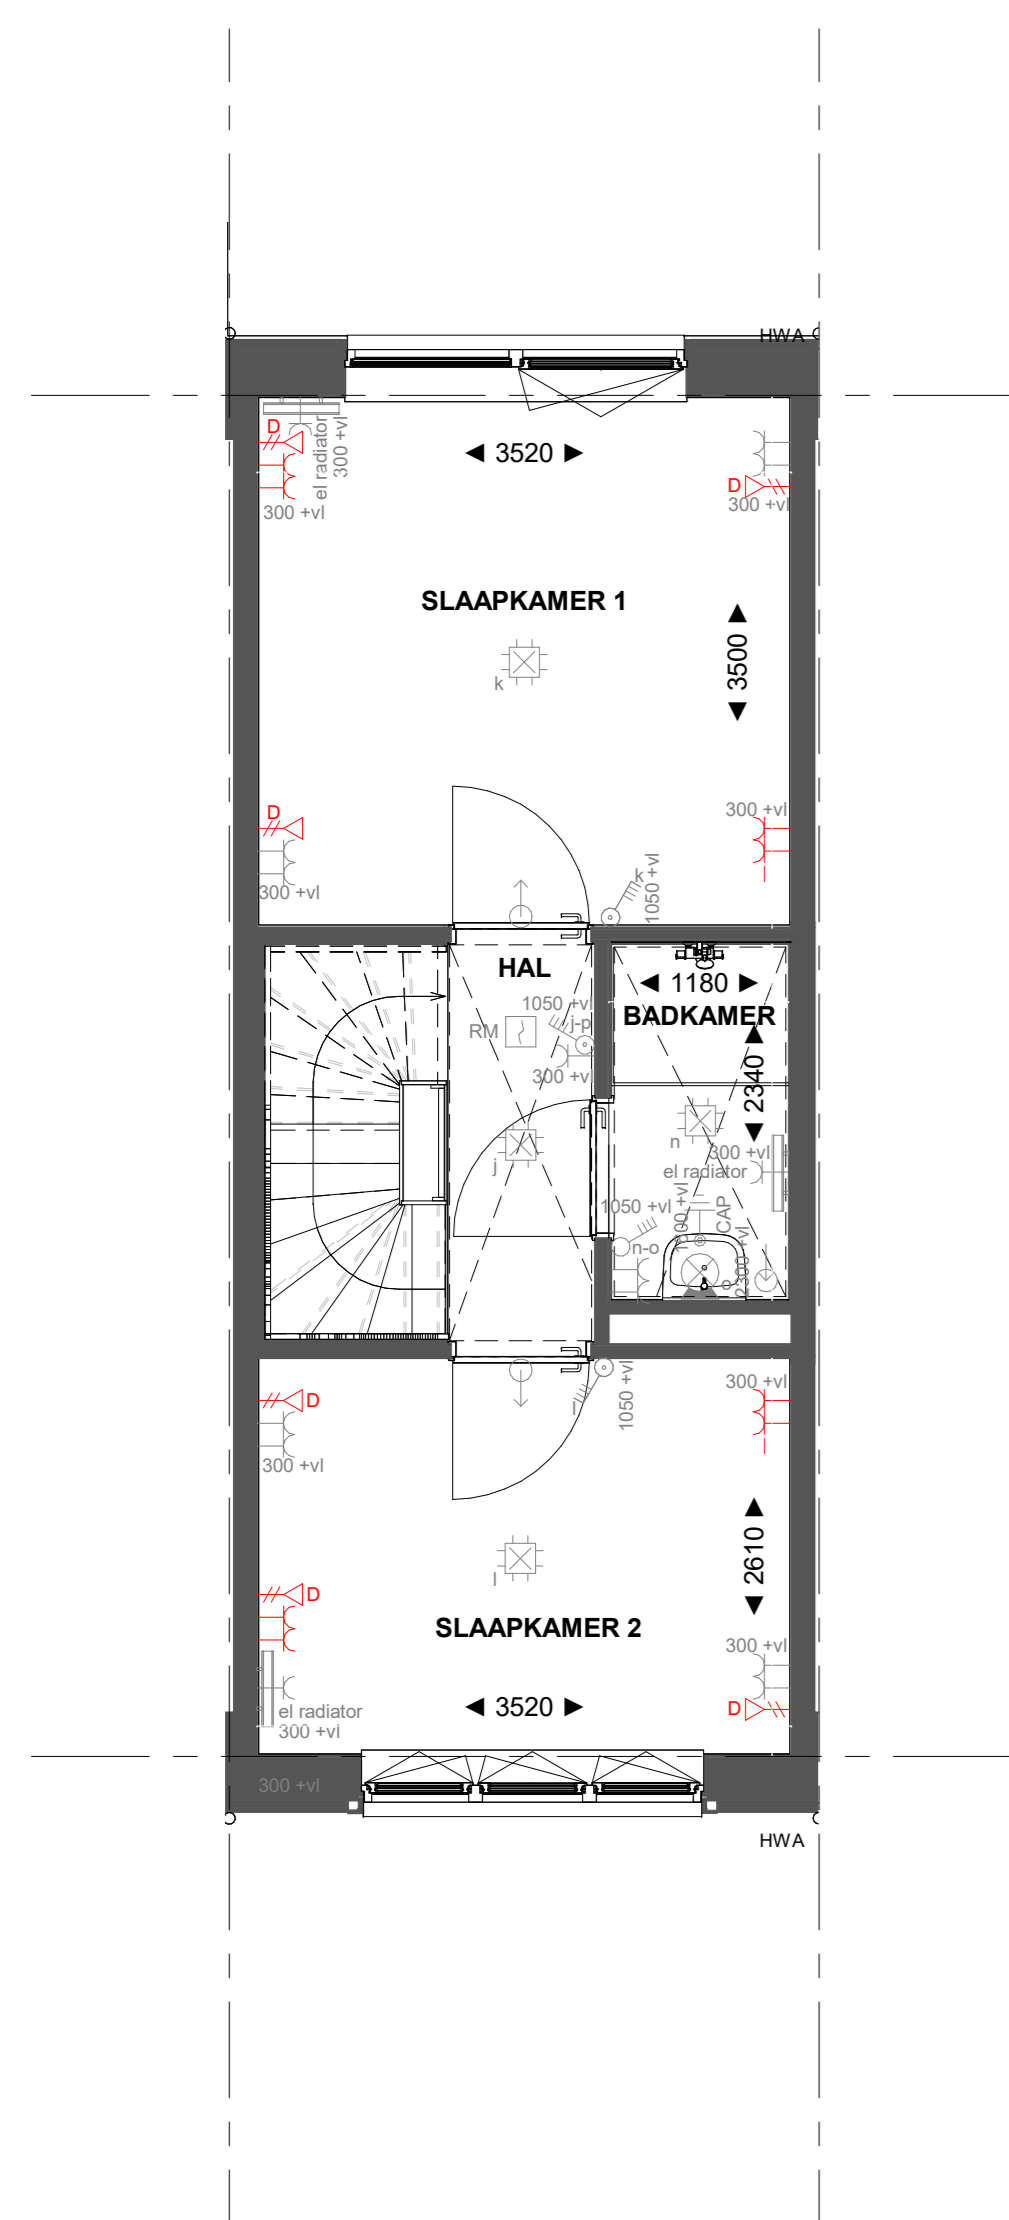 HWA
D
el radiator
300 +vl
300 +vl
◄ 3520 ►
D
300 +vl
SLAAPKAMER 1
◄ 3500 ►
k
D
300 +vl
300 +vl
k
1050 +vl
HAL
◄ 1180 ►
BADKAMER
1050 +vl
j-p
RM
300 +vl
◄ 2340 ►
j
n
300 +vl
el radiator
1050 +vl
n-o
CAP
o
2300 +vl
D
300 +vl
l
1050 +vl
300 +vl
l
◄ 2610 ►
D
SLAAPKAMER 2
300 +vl
el radiator
300 +vl
◄ 3520 ►
D
300 +vl
HWA